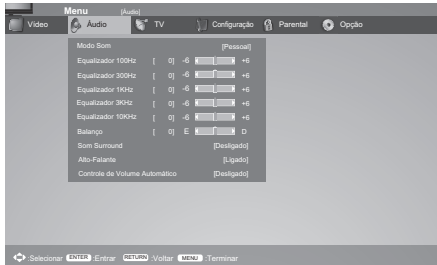 Menu [Áudio]
Vídeo Áudio TV Configuração Parental Opção
Modo Som [Pessoal]
Equalizador 100Hz [ 0] -6 +6
Equalizador 300Hz [ 0] -6 +6
Equalizador 1KHz [ 0] -6 +6
Equalizador 3KHz [ 0] -6 +6
Equalizador 10KHz [ 0] -6 +6
Balanço [ 0] E D
Som Surround [Desligado]
Alto-Falante [Ligado]
Controle de Volume Automático [Desligado]
:Selecionar ENTER :Entrar RETURN :Voltar MENU :Terminar